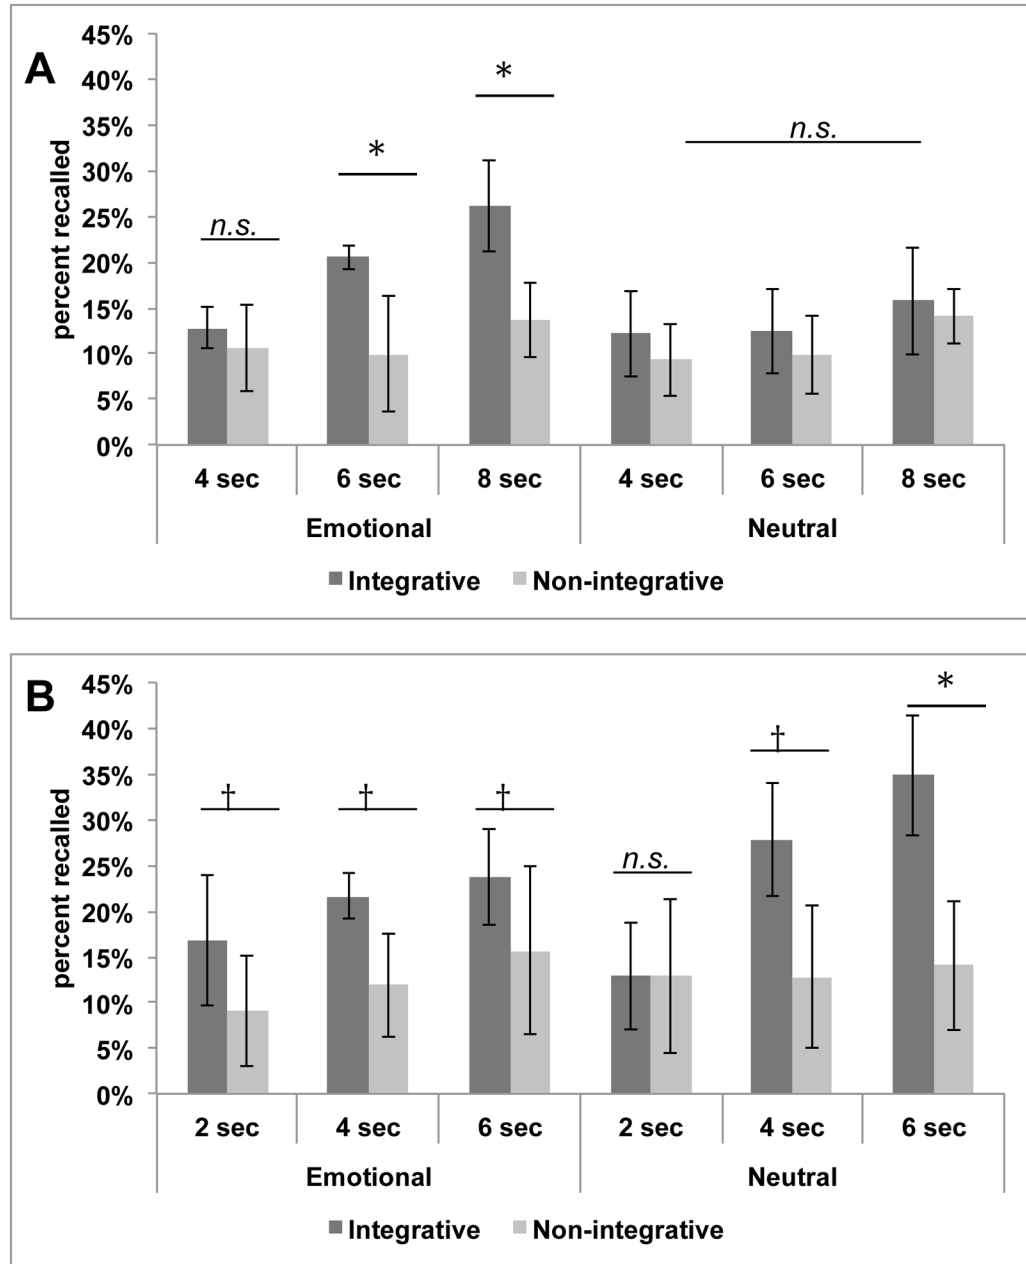 A
percent recalled
45%
40%
35%
30%
25%
20%
15%
10%
5%
0%
n.s.
*
*
n.s.
4 sec 6 sec 8 sec 4 sec 6 sec 8 sec
Emotional Neutral
Integrative Non-integrative
B
percent recalled
45%
40%
35%
30%
25%
20%
15%
10%
5%
0%
†
†
†
n.s.
†
*
2 sec 4 sec 6 sec 2 sec 4 sec 6 sec
Emotional Neutral
Integrative Non-integrative